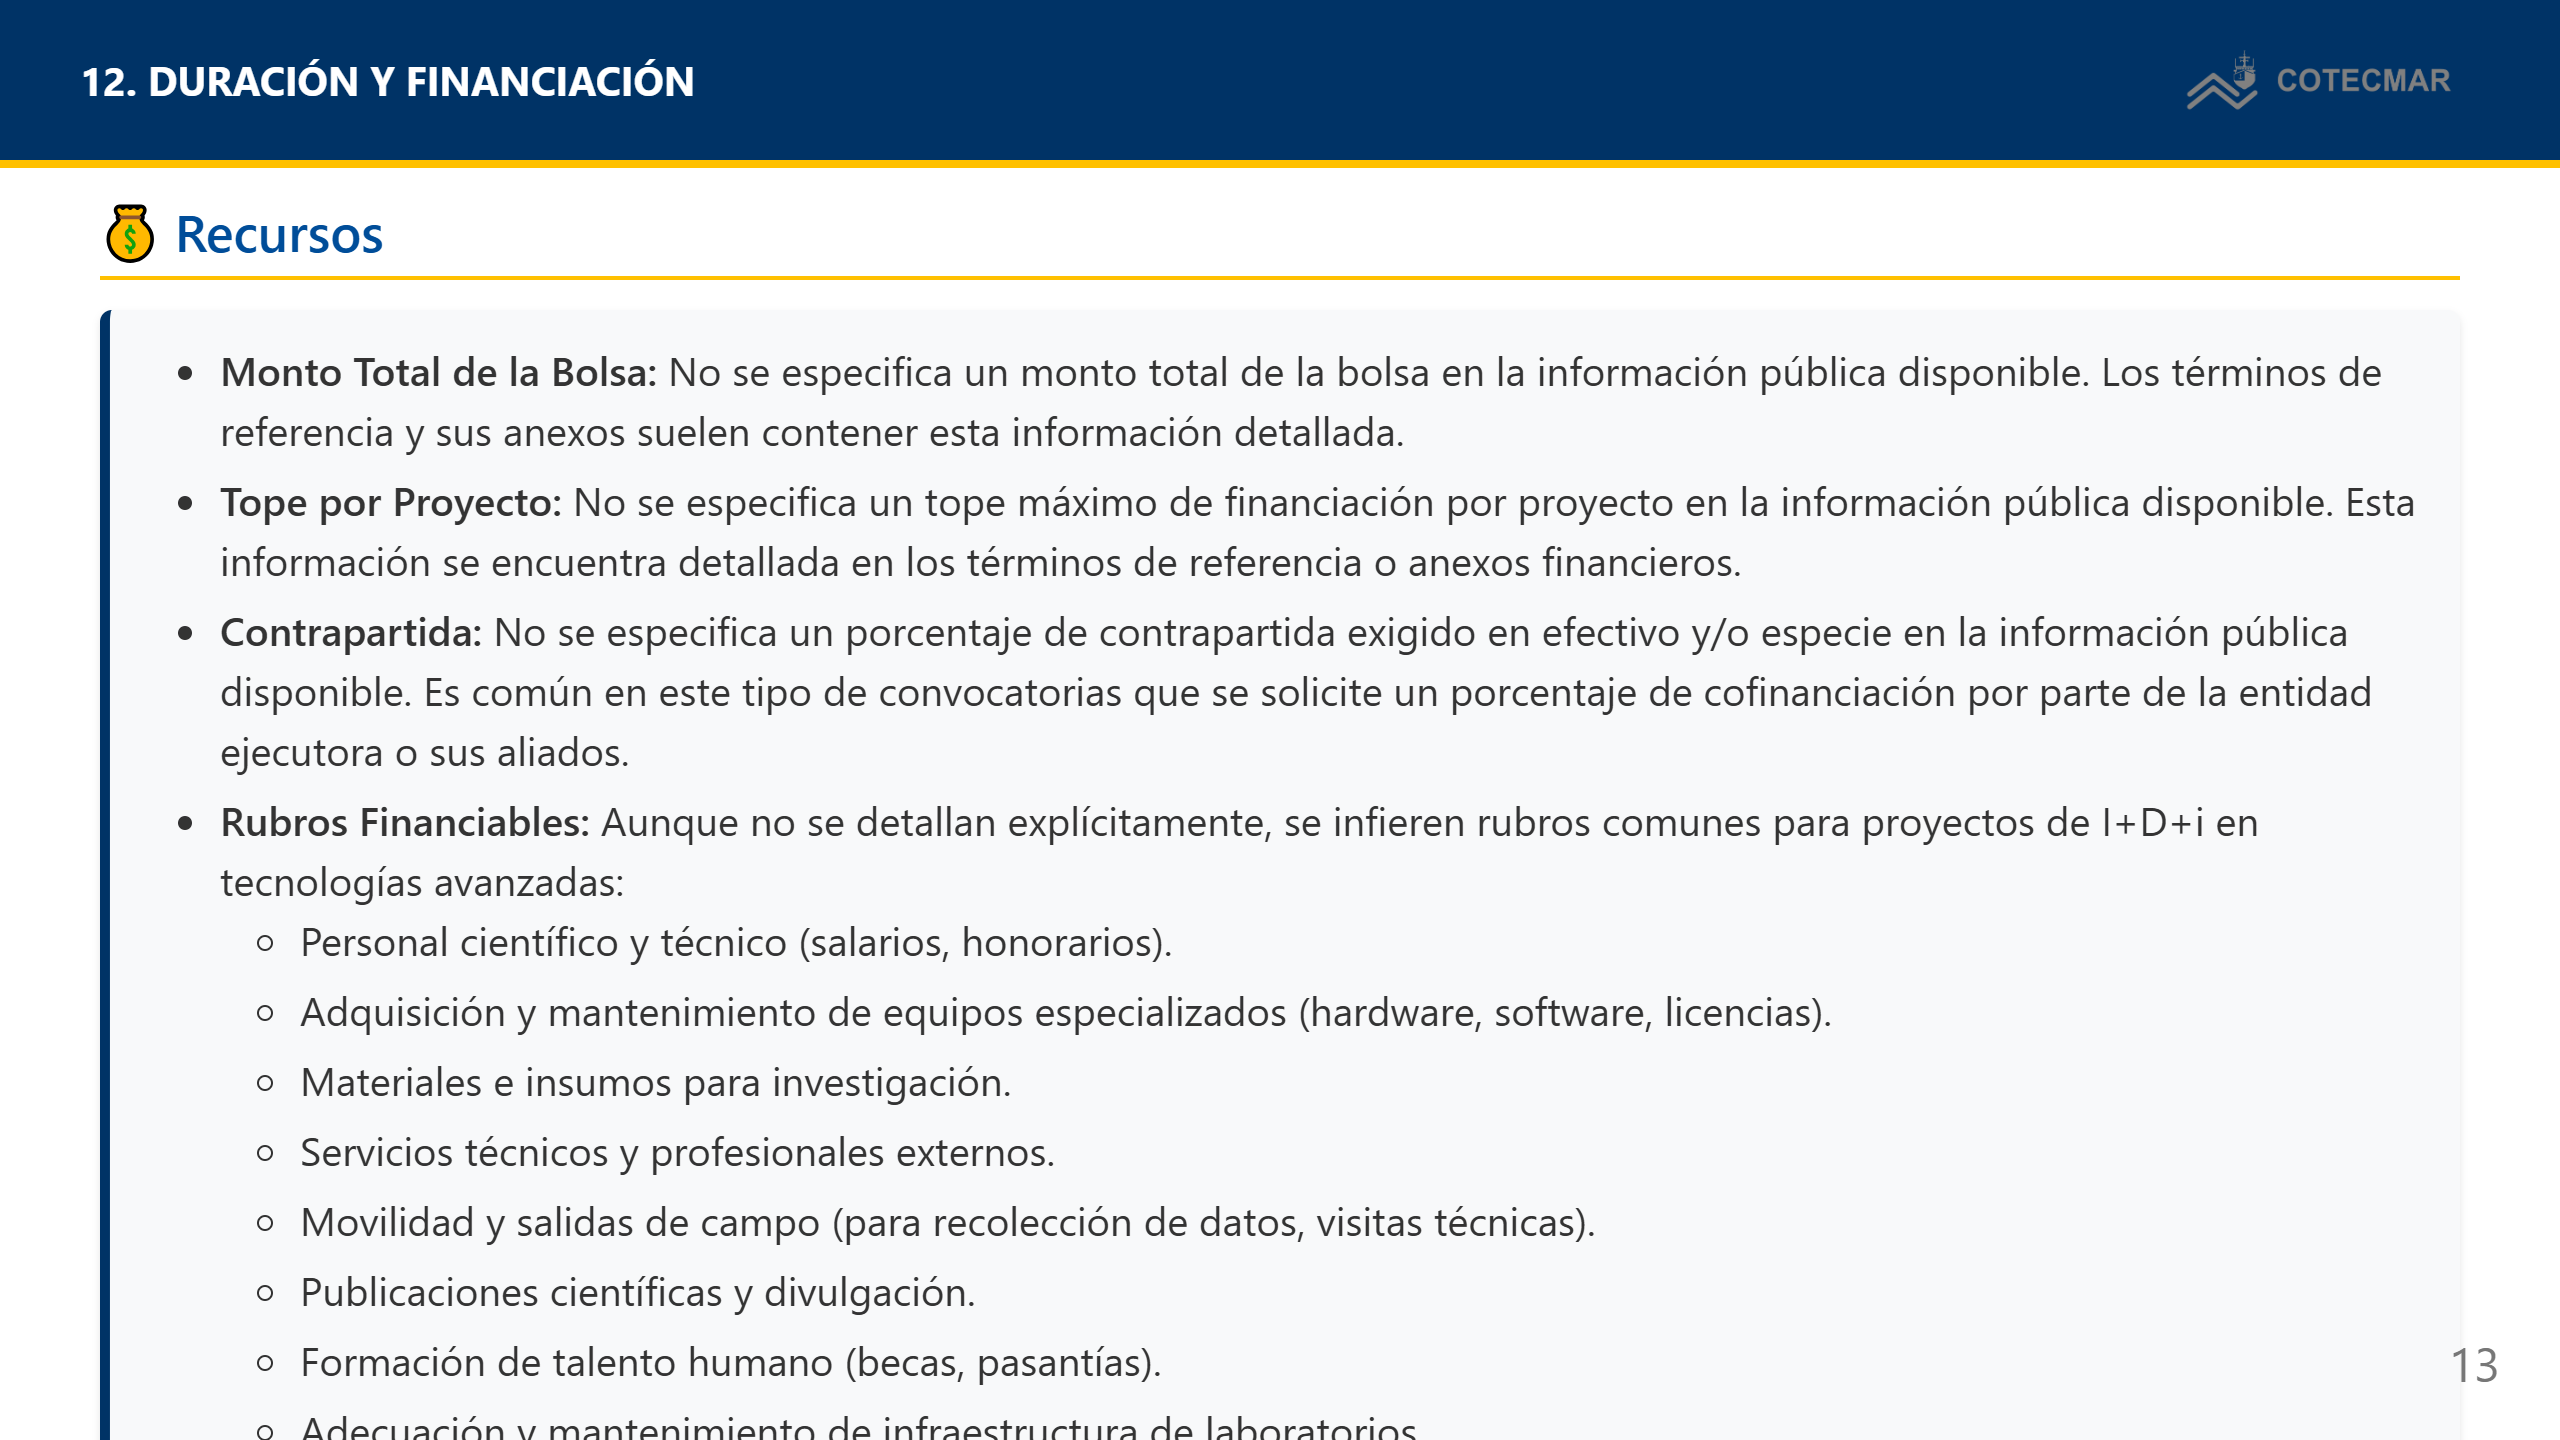 12. DURACIÓN Y FINANCIACIÓN
COTECMAR
Recursos
Monto Total de la Bolsa: No se especifica un monto total de la bolsa en la información pública disponible. Los términos de
referencia y sus anexos suelen contener esta información detallada.
Tope por Proyecto: No se especifica un tope máximo de financiación por proyecto en la información pública disponible. Esta
información se encuentra detallada en los términos de referencia o anexos financieros.
Contrapartida: No se especifica un porcentaje de contrapartida exigido en efectivo y/o especie en la información pública
disponible. Es común en este tipo de convocatorias que se solicite un porcentaje de cofinanciación por parte de la entidad
ejecutora o sus aliados.
Rubros Financiables: Aunque no se detallan explícitamente, se infieren rubros comunes para proyectos de I+D+i en
tecnologías avanzadas:
Personal científico y técnico (salarios, honorarios).
Adquisición y mantenimiento de equipos especializados (hardware, software, licencias).
Materiales e insumos para investigación.
Servicios técnicos y profesionales externos.
Movilidad y salidas de campo (para recolección de datos, visitas técnicas).
Publicaciones científicas y divulgación.
Formación de talento humano (becas, pasantías).
13
Adecuación y mantenimiento de infraestructura de laboratorios.